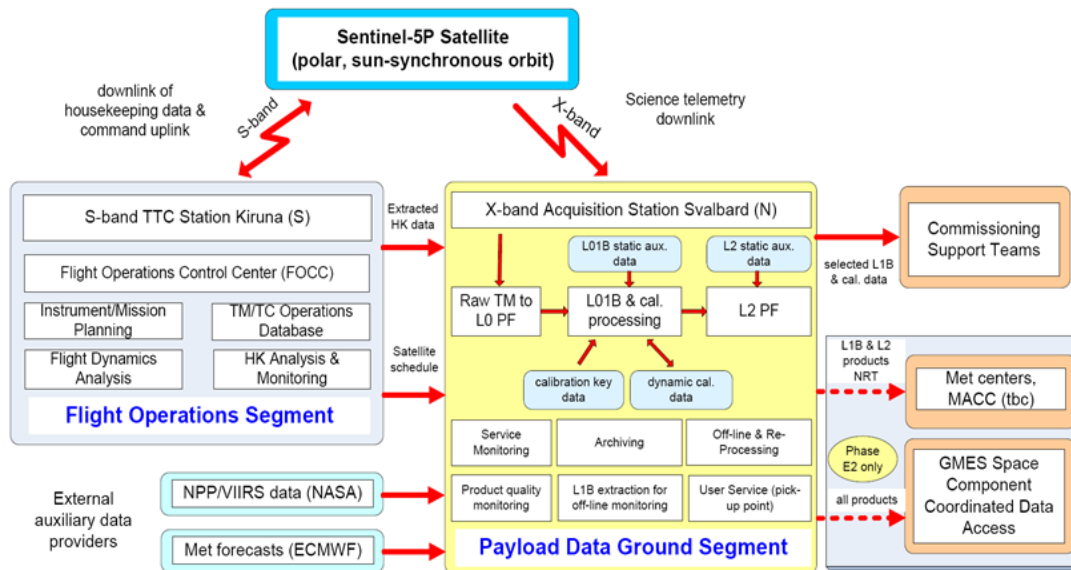 Sentinel-5P Satellite
(polar, sun-synchronous orbit)
downlink of
housekeeping data &
command uplink
S-band
X-band
Science telemetry
downlink
S-band TTC Station Kiruna (S)
Flight Operations Control Center (FOCC)
Instrument/Mission
Planning
TM/TC Operations
Database
Flight Dynamics
Analysis
HK Analysis &
Monitoring
Flight Operations Segment
Extracted
HK data
Satellite
schedule
X-band Acquisition Station Svalbard (N)
L01B static aux.
data
L2 static aux.
data
Raw TM to
L0 PF
L01B & cal.
processing
L2 PF
calibration key
data
dynamic cal.
data
Service
Monitoring
Archiving
Off-line & Re-
Processing
Product quality
monitoring
L1B extraction for
off-line monitoring
User Service (pick-
up point)
Payload Data Ground Segment
External
auxiliary data
providers
NPP/VIIRS data (NASA)
Met forecasts (ECMWF)
Commissioning
Support Teams
selected L1B
& cal. data
L1B & L2
products
NRT
Met centers,
MACC (tbc)
Phase
E2 only
all products
GMES Space
Component
Coordinated Data
Access